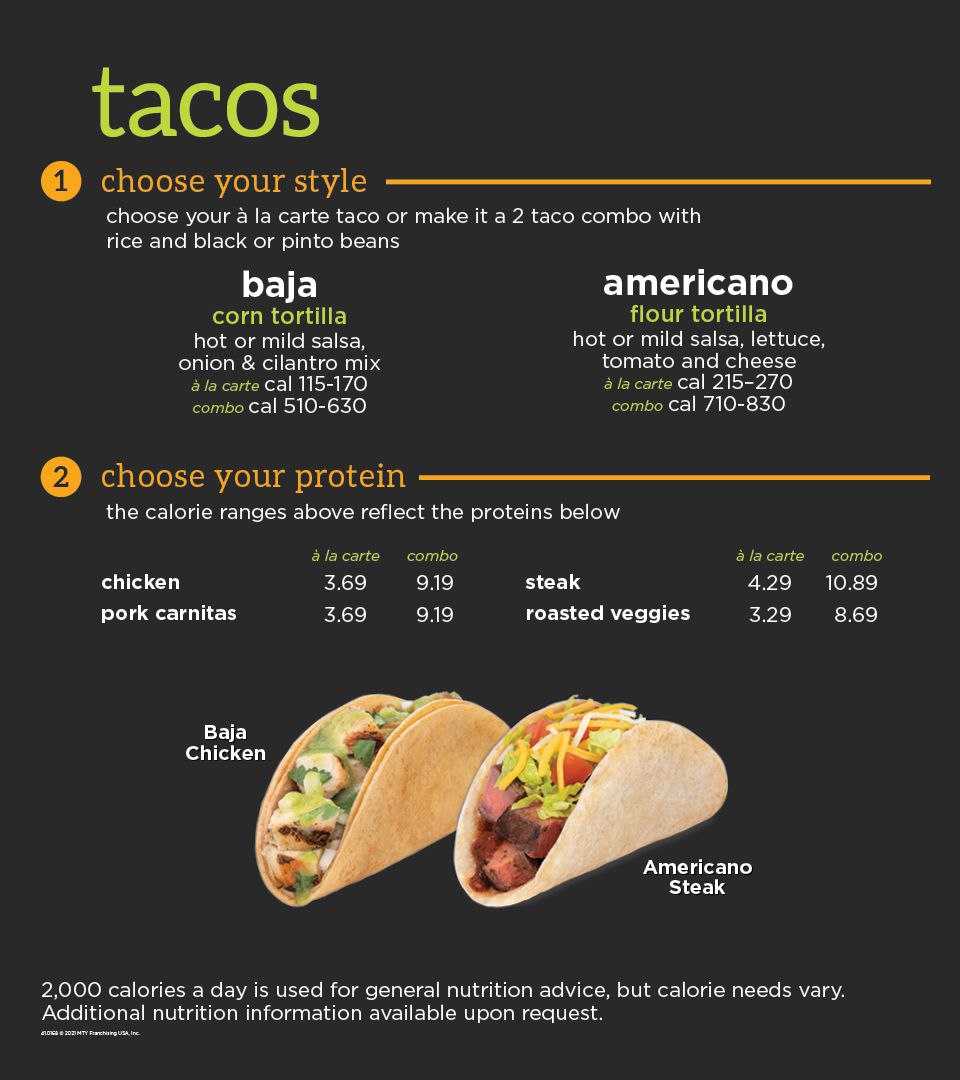 tacos
1 choose your style
choose your à la carte taco or make it a 2 taco combo with
rice and black or pinto beans
baja
corn tortilla
hot or mild salsa,
onion & cilantro mix
à la carte cal 115-170
combo cal 510-630
americano
flour tortilla
hot or mild salsa, lettuce,
tomato and cheese
à la carte cal 215–270
combo cal 710-830
2 choose your protein
the calorie ranges above reflect the proteins below
à la carte combo
chicken 3.69 9.19
pork carnitas 3.69 9.19
à la carte combo
steak 4.29 10.89
roasted veggies 3.29 8.69
Baja
Chicken
Americano
Steak
2,000 calories a day is used for general nutrition advice, but calorie needs vary.
Additional nutrition information available upon request.
© 2021 MTY Franchising USA, Inc.